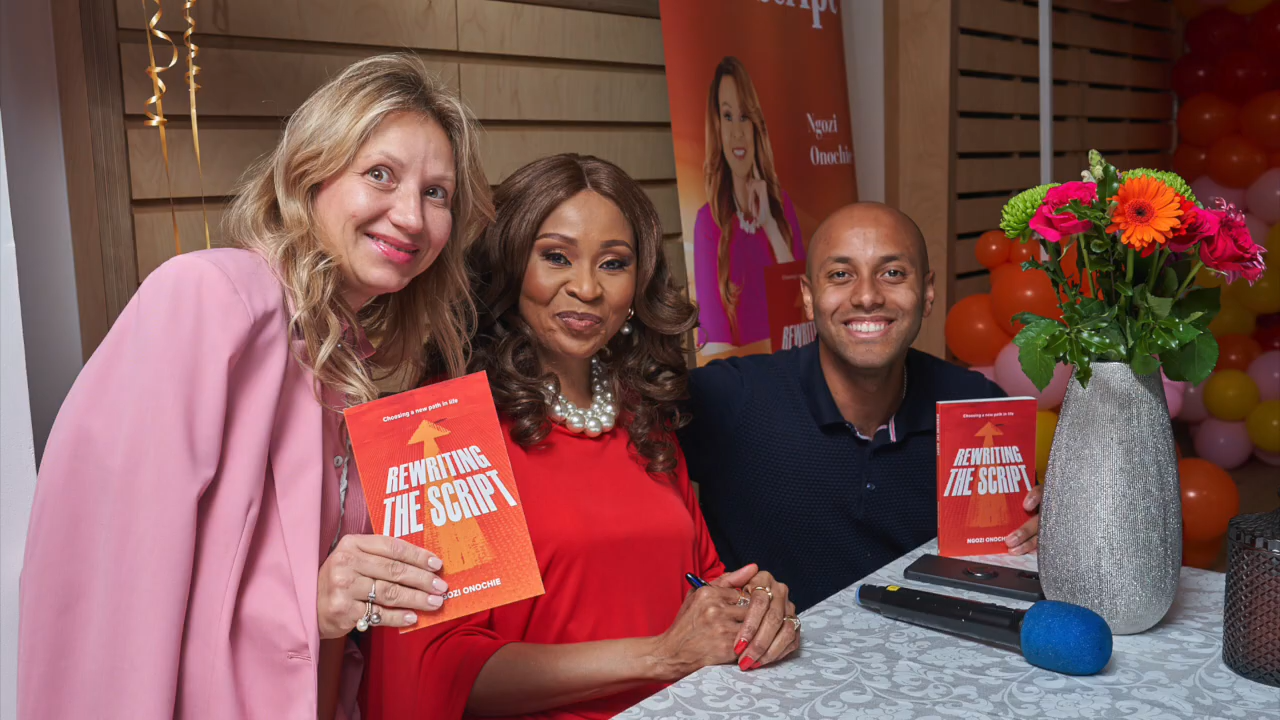 Script
Ngozi
Onochie
REWRITING
Choosing a new path in life
REWRITING
THE SCRIPT
NGOZI ONOCHIE
Choosing a new path in life
REWRITING
THE SCRIPT
NGOZI ONOCHIE